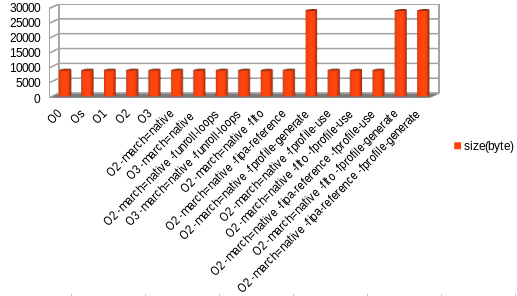 30000
25000
20000
15000
10000
5000
0
O0
Os
O1
O2
O3
O2 -march=native
O3 -march=native
O2 -march=native -funroll-loops
O3 -march=native -funroll-loops
O2 -march=native -flto
O2 -march=native -fipa-reference
O2 -march=native -fprofile-generate
O2 -march=native -fprofile-use
O2 -march=native -flto -fprofile-use
O2 -march=native -fipa-reference -fprofile-use
O2 -march=native -flto -fprofile-generate
O2 -march=native -fipa-reference -fprofile-generate
size(byte)